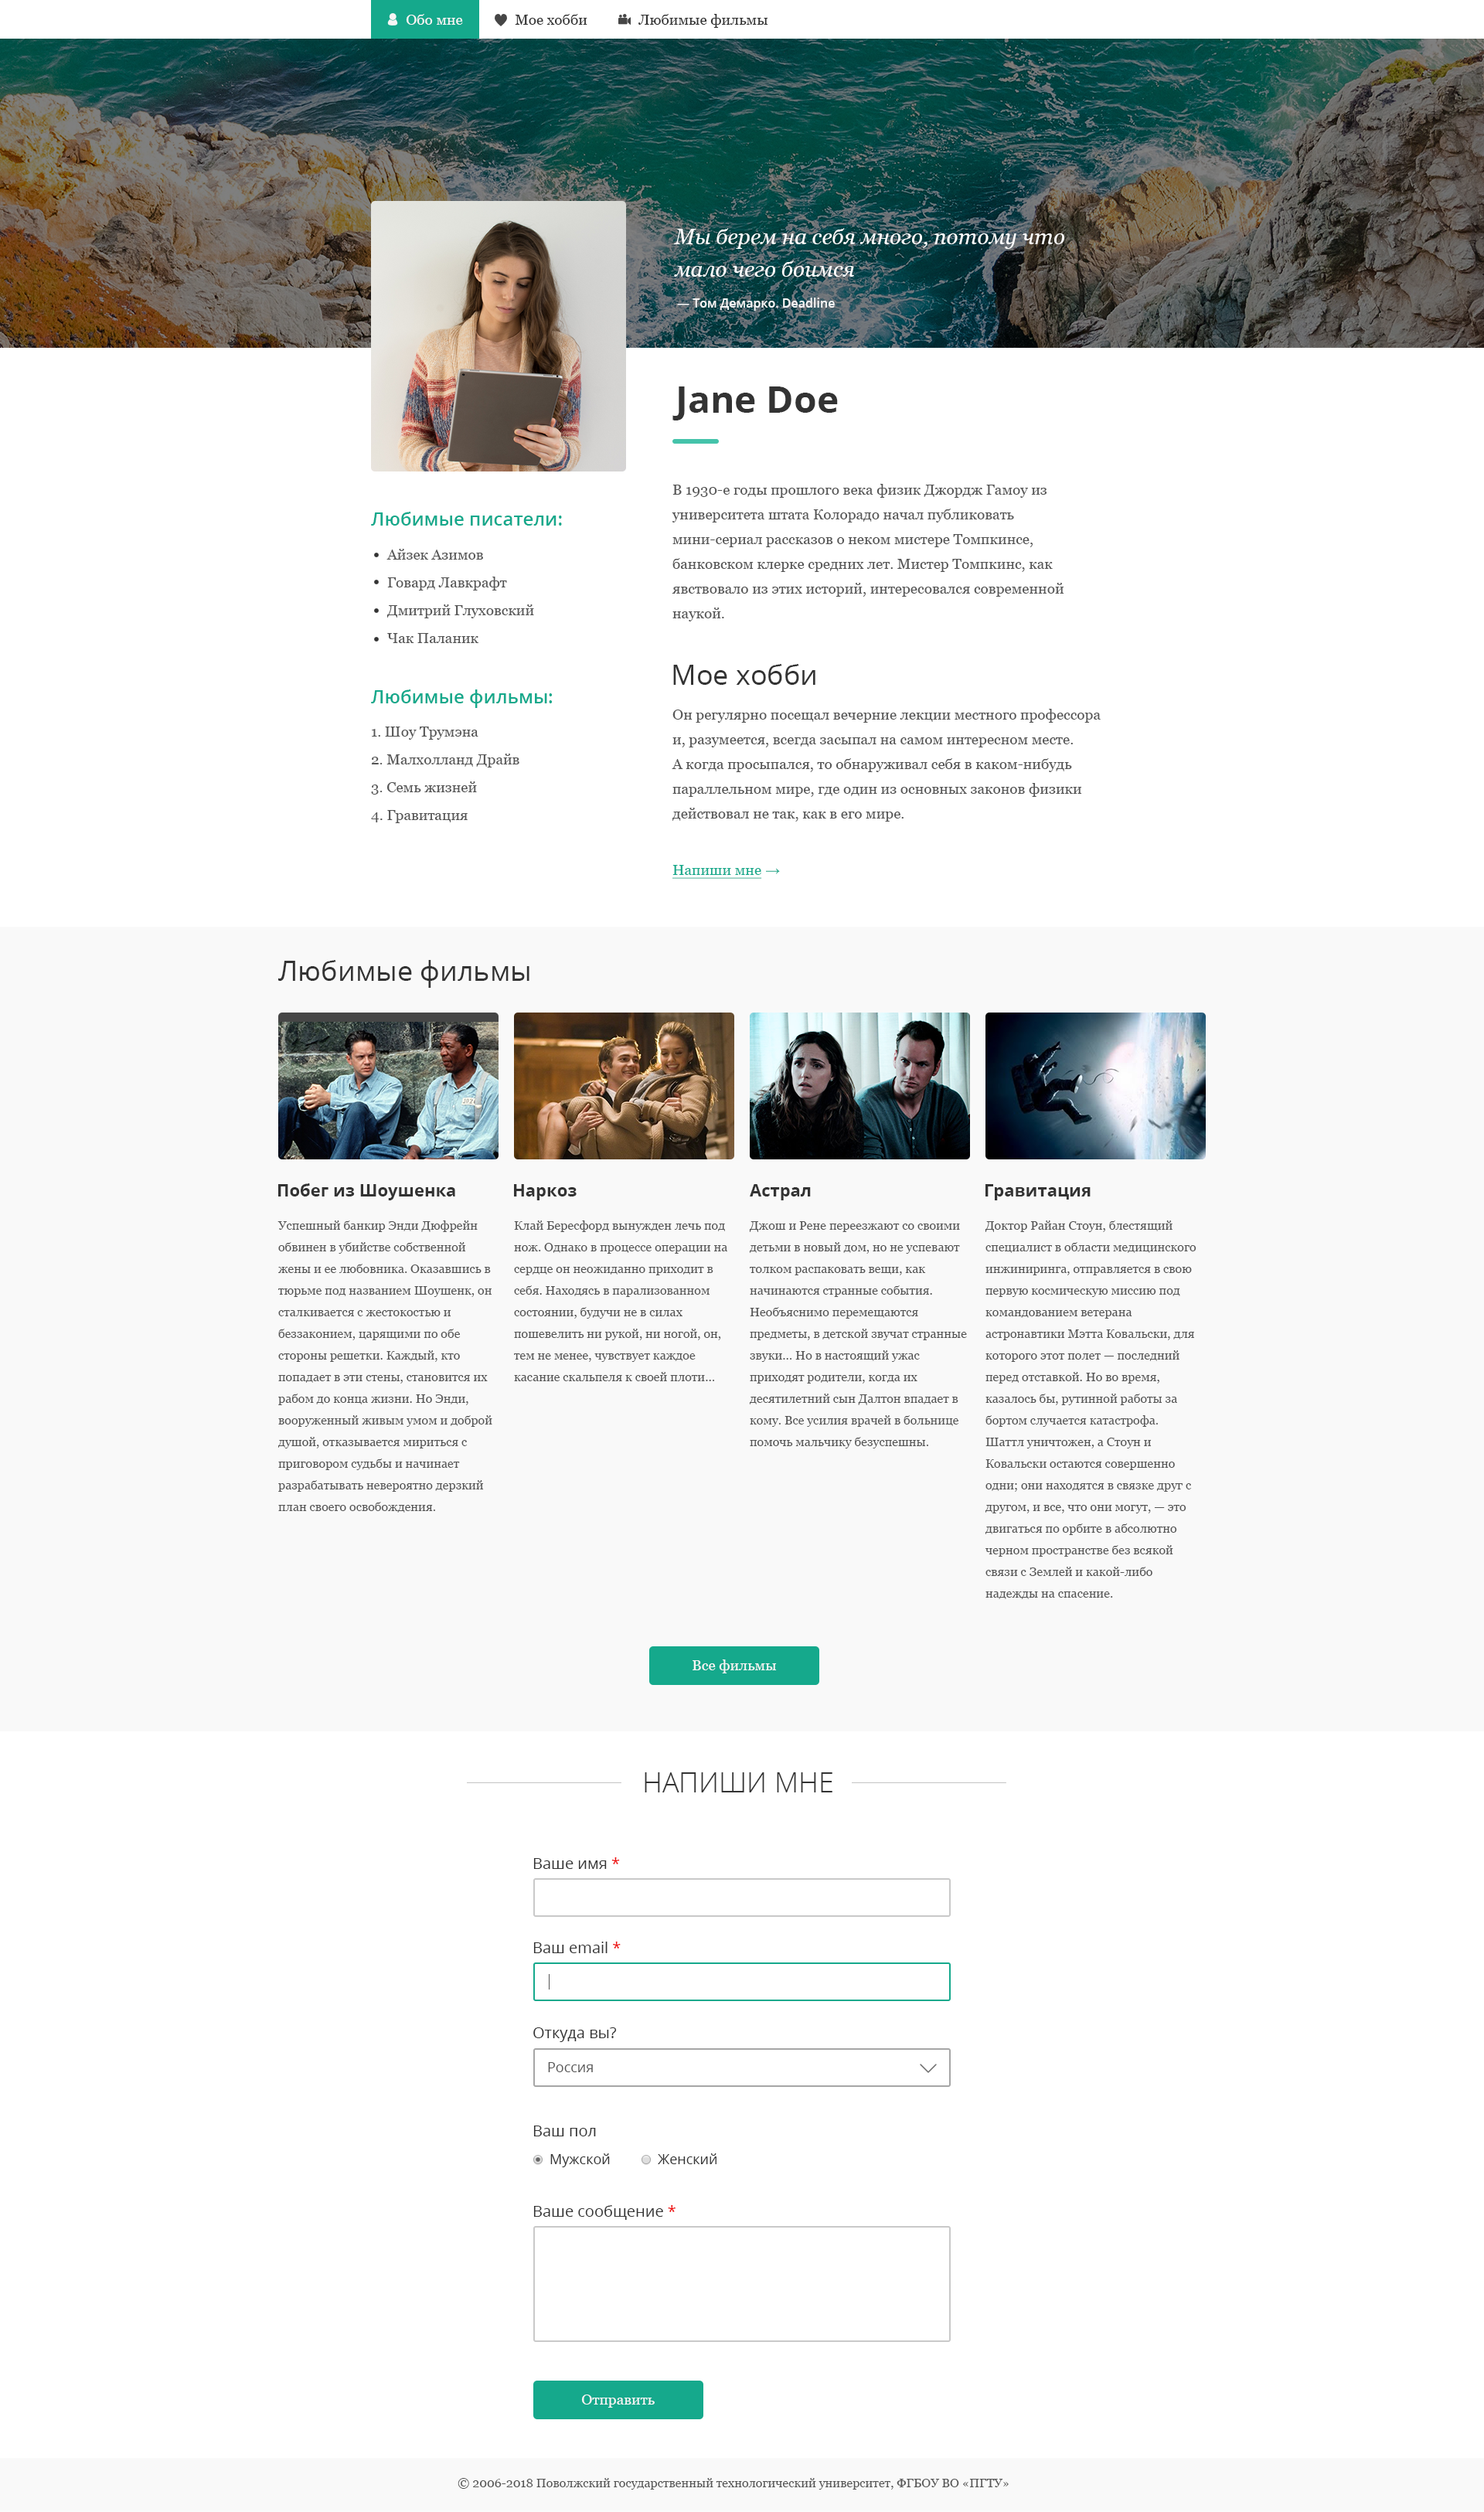 Обо мне
Мое хобби
Любимые фильмы
Мы берем на себя много, потому что
мало чего боимся
— Том Демарко. Deadline
Jane Doe
В 1930-е годы прошлого века физик Джордж Гамоу из
университета штата Колорадо начал публиковать
мини-сериал рассказов о неком мистере Томпкинсе,
банковском клерке средних лет. Мистер Томпкинс, как
явствовало из этих историй, интересовался современной
наукой.
Любимые писатели:
• Айзек Азимов
• Говард Лавкрафт
• Дмитрий Глуховский
• Чак Паланик
Любимые фильмы:
1. Шоу Трумэна
2. Малхолланд Драйв
3. Семь жизней
4. Гравитация
Мое хобби
Он регулярно посещал вечерние лекции местного профессора
и, разумеется, всегда засыпал на самом интересном месте.
А когда просыпался, то обнаруживал себя в каком-нибудь
параллельном мире, где один из основных законов физики
действовал не так, как в его мире.
Напиши мне →
Любимые фильмы
Побег из Шоушенка
Успешный банкир Энди Дюфрейн
обвинен в убийстве собственной
жены и ее любовника. Оказавшись в
тюрьме под названием Шоушенк, он
сталкивается с жестокостью и
беззаконием, царящими по обе
стороны решетки. Каждый, кто
попадает в эти стены, становится их
рабом до конца жизни. Но Энди,
вооруженный живым умом и доброй
душой, отказывается мириться с
приговором судьбы и начинает
разрабатывать невероятно дерзкий
план своего освобождения.
Наркоз
Клай Бересфорд вынужден лечь под
нож. Однако в процессе операции на
сердце он неожиданно приходит в
себя. Находясь в парализованном
состоянии, будучи не в силах
пошевелить ни рукой, ни ногой, он,
тем не менее, чувствует каждое
касание скальпеля к своей плоти...
Астрал
Джош и Рене переезжают со своими
детьми в новый дом, но не успевают
толком распаковать вещи, как
начинаются странные события.
Необъяснимо перемещаются
предметы, в детской звучат странные
звуки... Но в настоящий ужас
приходят родители, когда их
десятилетний сын Далтон впадает в
кому. Все усилия врачей в больнице
помочь мальчику безуспешны.
Гравитация
Доктор Райан Стоун, блестящий
специалист в области медицинского
инжиниринга, отправляется в свою
первую космическую миссию под
командованием ветерана
астронавтики Мэтта Ковальски, для
которого этот полет — последний
перед отставкой. Но во время,
казалось бы, рутинной работы за
бортом случается катастрофа.
Шаттл уничтожен, а Стоун и
Ковальски остаются совершенно
одни; они находятся в связке друг с
другом, и все, что они могут, — это
двигаться по орбите в абсолютно
черном пространстве без всякой
связи с Землей и какой-либо
надежды на спасение.
Все фильмы
НАПИШИ МНЕ
Ваше имя *
Ваш email *
Откуда вы?
Россия
Ваш пол
Мужской
Женский
Ваше сообщение *
Отправить
© 2006-2018 Поволжский государственный технологический университет, ФГБОУ ВО «ПГТУ»